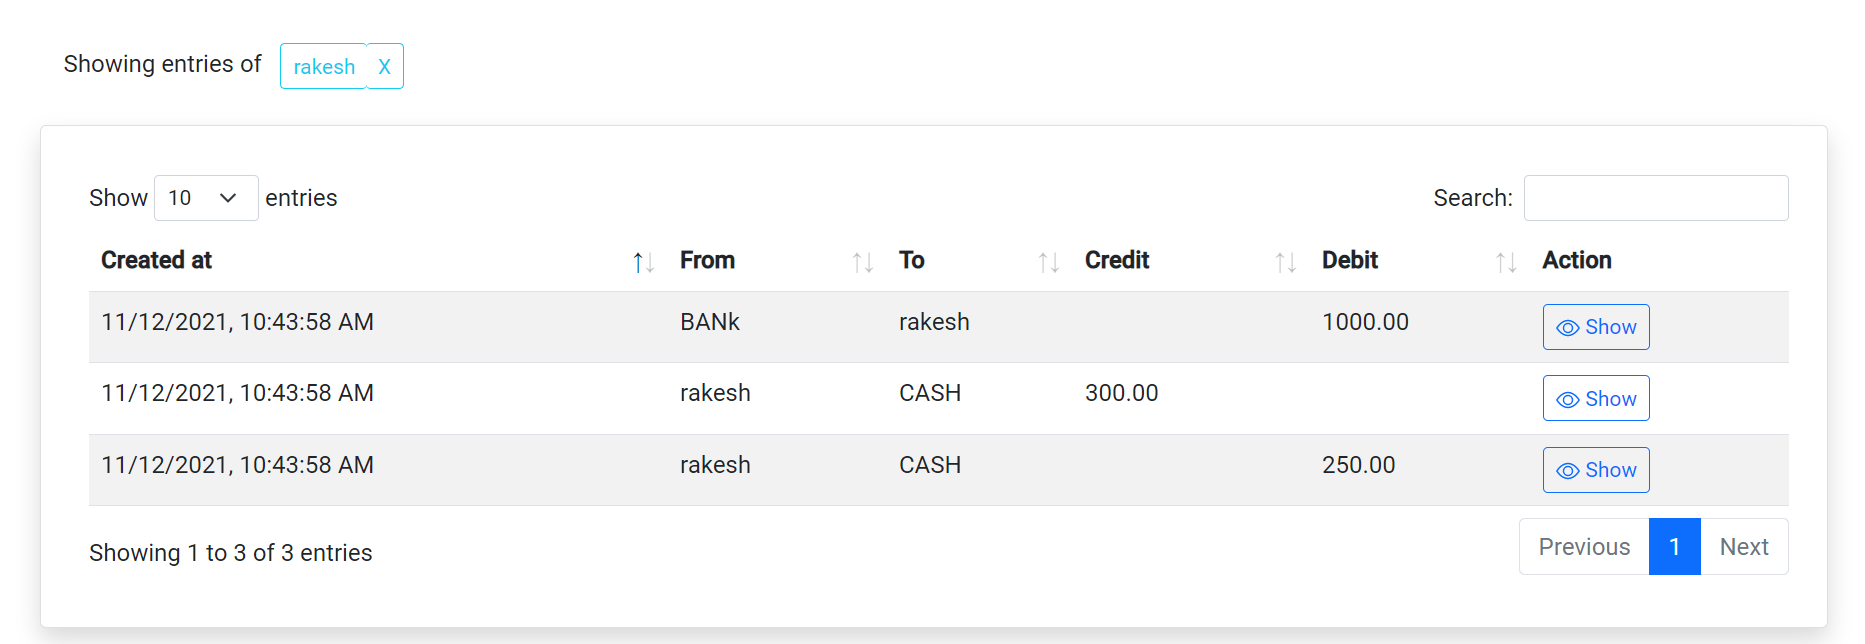 Showing entries of rakesh X
Show 10 entries Search:
Created at From To Credit Debit Action
11/12/2021, 10:43:58 AM BANk rakesh 1000.00 Show
11/12/2021, 10:43:58 AM rakesh CASH 300.00 Show
11/12/2021, 10:43:58 AM rakesh CASH 250.00 Show
Showing 1 to 3 of 3 entries Previous 1 Next